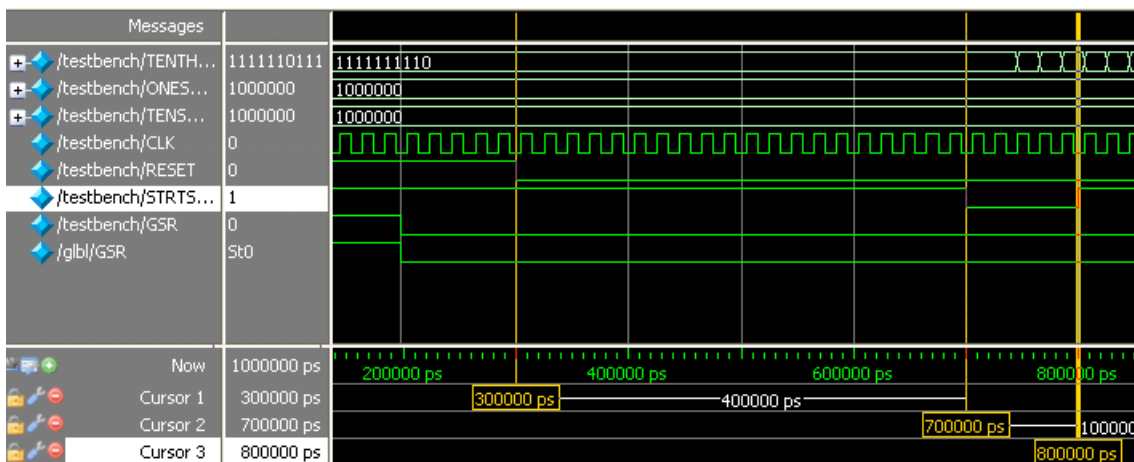 Messages
/testbench/TENTH... 1111110111 1111111110
/testbench/ONES... 1000000 1000000
/testbench/TENS... 1000000 1000000
/testbench/CLK 0
/testbench/RESET 0
/testbench/STRTS... 1
/testbench/GSR 0
/glbl/GSR St0
Now 1000000 ps 200000 ps 400000 ps 600000 ps 800000 ps
Cursor 1 300000 ps 300000 ps 400000 ps
Cursor 2 700000 ps 700000 ps 100000
Cursor 3 800000 ps 800000 ps